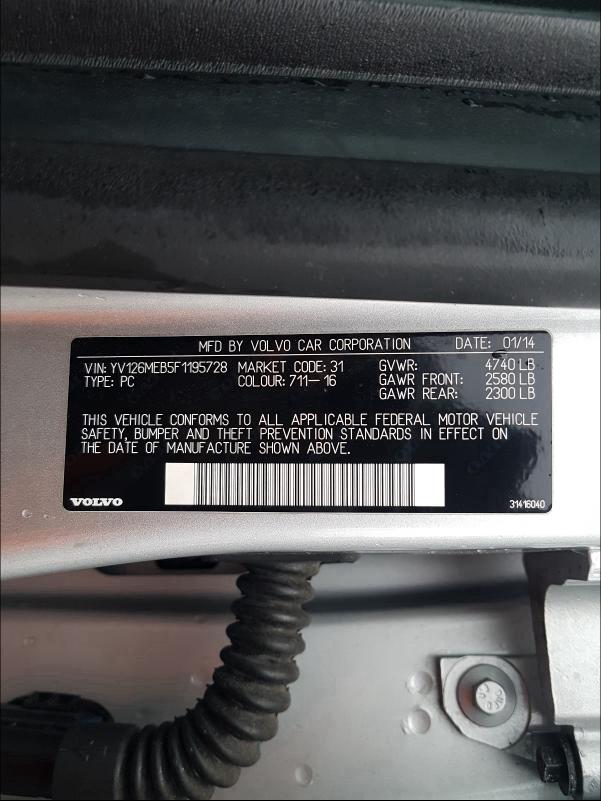 MFD BY VOLVO CAR CORPORATION DATE: 01/14
VIN: YV126MEB5F1195728 MARKET CODE: 31 GVWR: 4740 LB
TYPE: PC COLOUR: 711-16 GAWR FRONT: 2580 LB
GAWR REAR: 2300 LB
THIS VEHICLE CONFORMS TO ALL APPLICABLE FEDERAL MOTOR VEHICLE
SAFETY, BUMPER AND THEFT PREVENTION STANDARDS IN EFFECT ON
THE DATE OF MANUFACTURE SHOWN ABOVE.
VOLVO 31416040